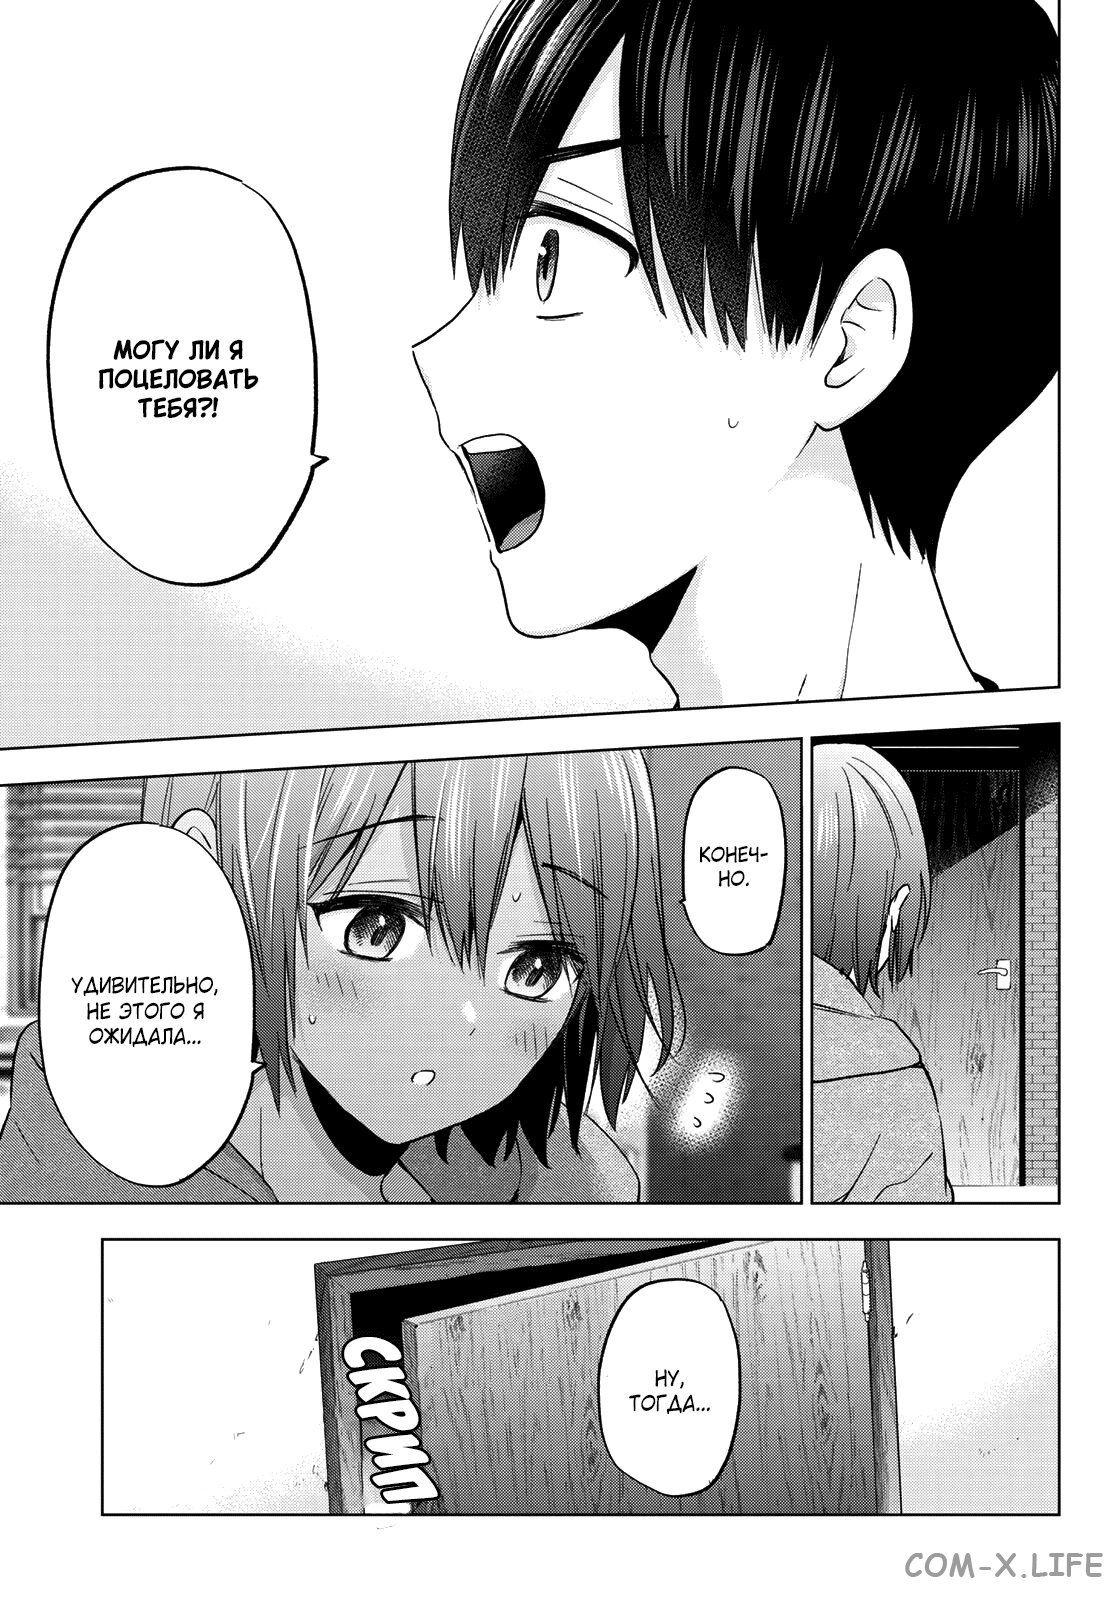 МОГУ ЛИ Я
ПОЦЕЛОВАТЬ
ТЕБЯ?!
КОНЕЧ-
НО.
УДИВИТЕЛЬНО,
НЕ ЭТОГО Я
ОЖИДАЛА...
СКРИП
НУ,
ТОГДА...
COM-X.LIFE